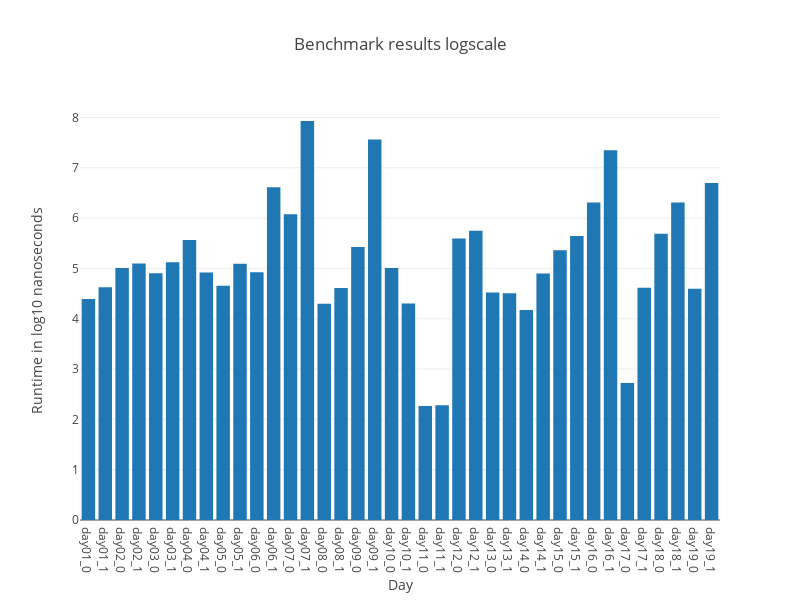 Benchmark results logscale
Runtime in log10 nanoseconds
8
7
6
5
4
3
2
1
0
day01_0
day01_1
day02_0
day02_1
day03_0
day03_1
day04_0
day04_1
day05_0
day05_1
day06_0
day06_1
day07_0
day07_1
day08_0
day08_1
day09_0
day09_1
day10_0
day10_1
day11_0
day11_1
day12_0
day12_1
day13_0
day13_1
day14_0
day14_1
day15_0
day15_1
day16_0
day16_1
day17_0
day17_1
day18_0
day18_1
day19_0
day19_1
Day